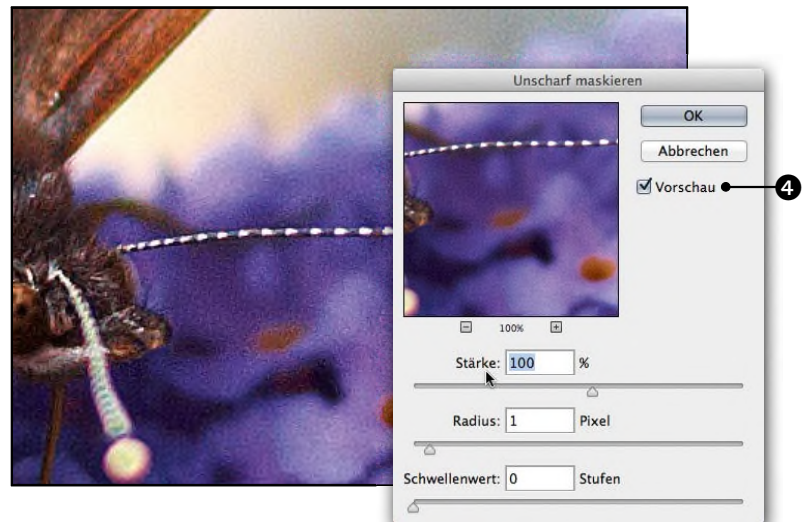 Unscharf maskieren
OK
Abbrechen
Vorschau
4
100%
Stärke: 100 %
Radius: 1 Pixel
Schwellenwert: 0 Stufen